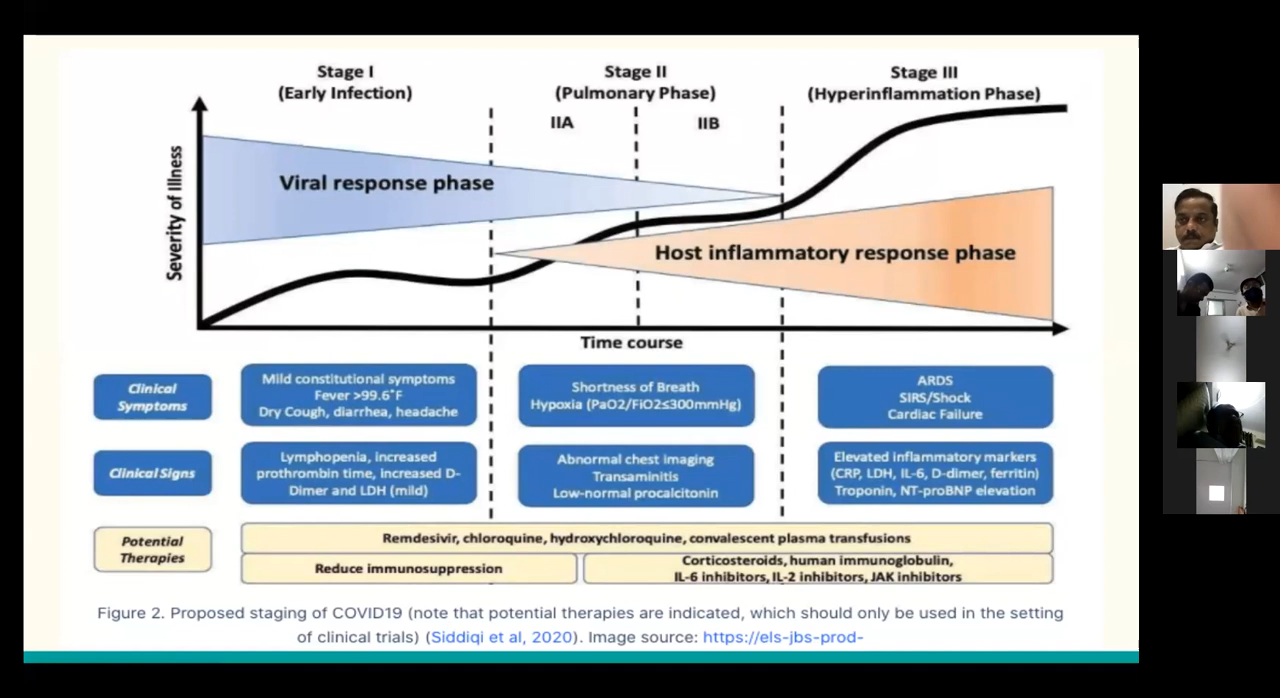 Stage I
(Early Infection)
Stage II
(Pulmonary Phase)
Stage III
(Hyperinflammation Phase)
IIA
IIB
Severity of Illness
Viral response phase
Host inflammatory response phase
Time course
Clinical
Symptoms
Mild constitutional symptoms
Fever >99.6°F
Dry Cough, diarrhea, headache
Shortness of Breath
Hypoxia (PaO2/FiO2≤300mmHg)
ARDS
SIRS/Shock
Cardiac Failure
Clinical Signs
Lymphopenia, increased
prothrombin time, increased D-
Dimer and LDH (mild)
Abnormal chest imaging
Transaminitis
Low-normal procalcitonin
Elevated inflammatory markers
(CRP, LDH, IL-6, D-dimer, ferritin)
Troponin, NT-proBNP elevation
Potential
Therapies
Remdesivir, chloroquine, hydroxychloroquine, convalescent plasma transfusions
Reduce immunosuppression
Corticosteroids, human immunoglobulin,
IL-6 inhibitors, IL-2 inhibitors, JAK inhibitors
Figure 2. Proposed staging of COVID19 (note that potential therapies are indicated, which should only be used in the setting
of clinical trials) (Siddiqi et al, 2020). Image source: https://els-jbs-prod-